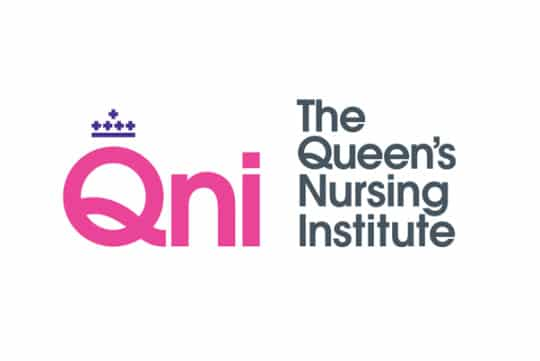 Qni
The
Queen's
Nursing
Institute